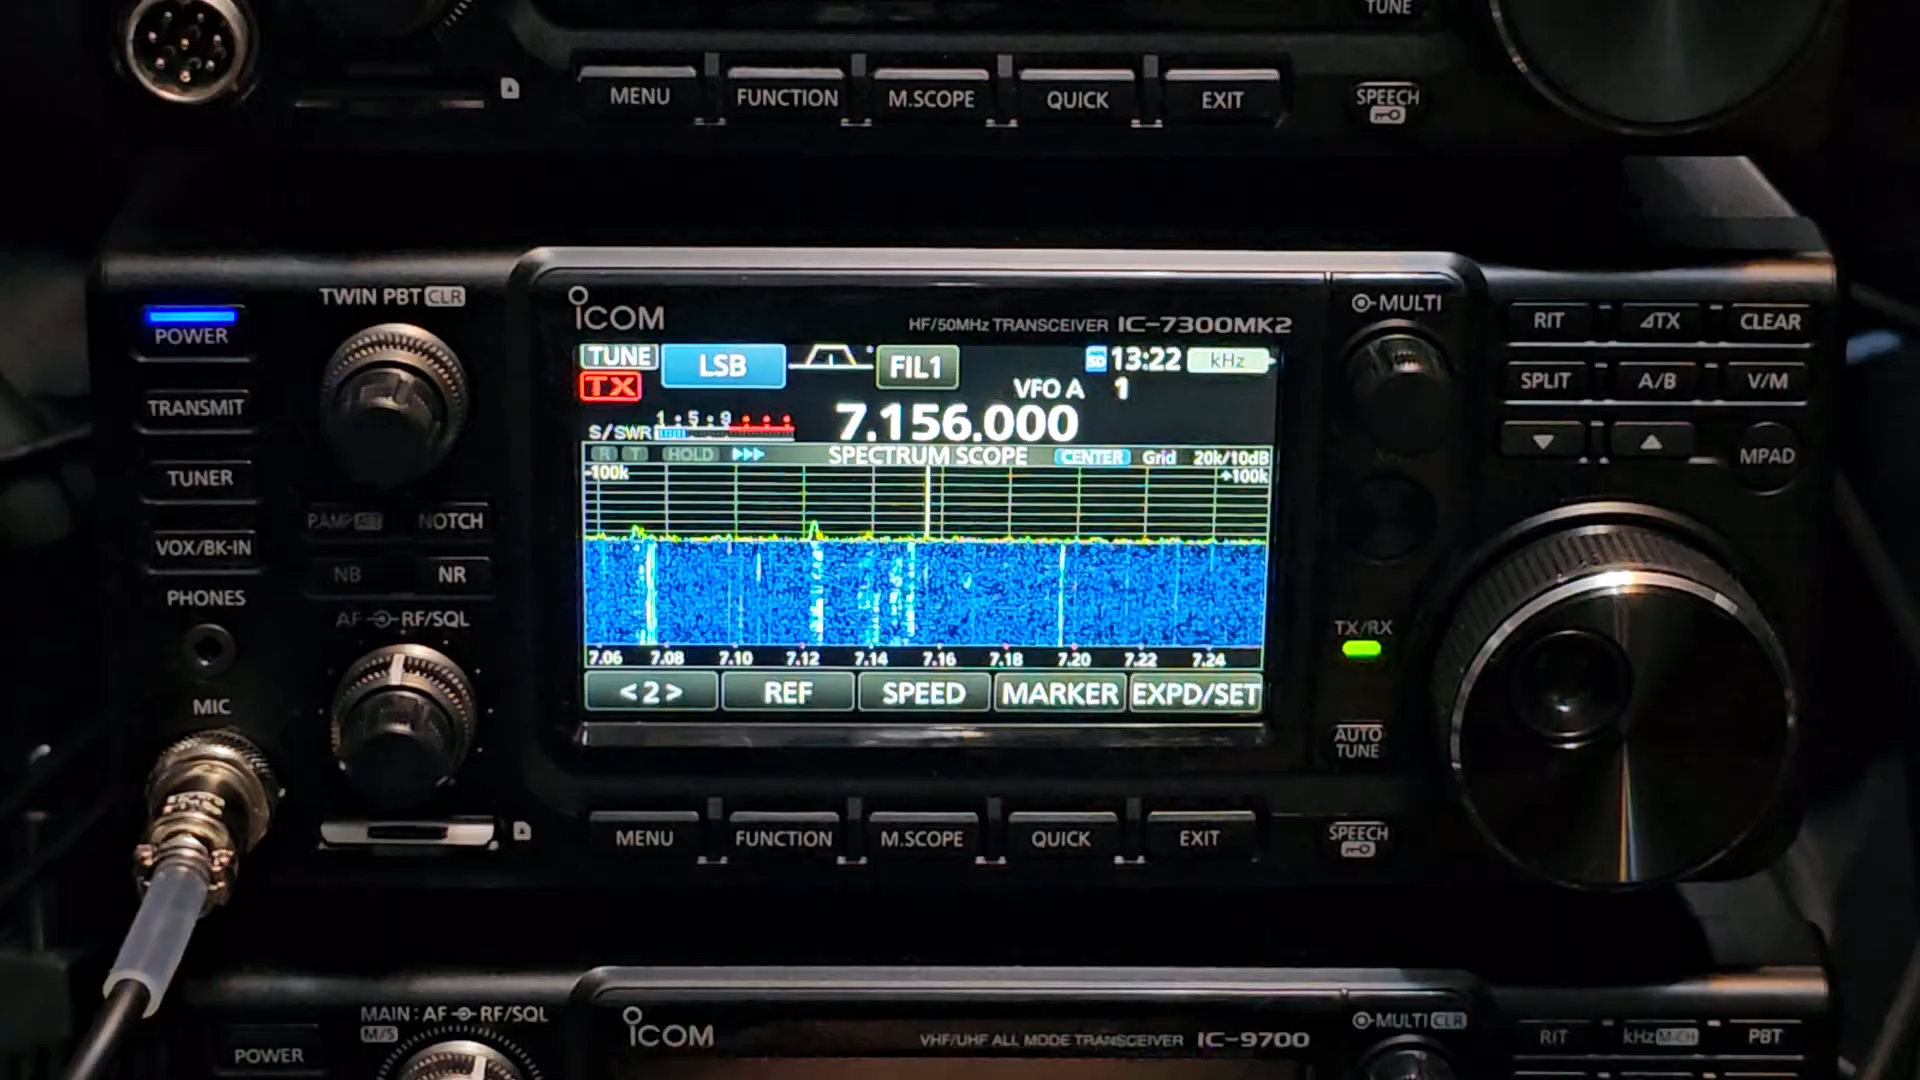 TUNE
MENU FUNCTION M.SCOPE QUICK EXIT SPEECH
TWIN PBT CLR
POWER
TRANSMIT
TUNER
VOX/BK-IN
PHONES
MIC
P.AMP ATT NOTCH
NB NR
AF RF/SQL
ICOM
HF/50MHz TRANSCEIVER IC-7300MK2
TUNE LSB FIL1 SD 13:22 kHz
TX VFO A 1
S/SWR 1 5 9 7.156.000
R T HOLD SPECTRUM SCOPE CENTER Grid 20k/10dB
-100k +100k
7.06 7.08 7.10 7.12 7.14 7.16 7.18 7.20 7.22 7.24
<2> REF SPEED MARKER EXPD/SET
MULTI
RIT ⊿TX CLEAR
SPLIT A/B V/M
MPAD
TX/RX
AUTO
TUNE
MENU FUNCTION M.SCOPE QUICK EXIT SPEECH
MAIN: AF RF/SQL
M/S
POWER
ICOM
VHF/UHF ALL MODE TRANSCEIVER IC-9700
MULTI CLR
RIT kHz M-CH PBT